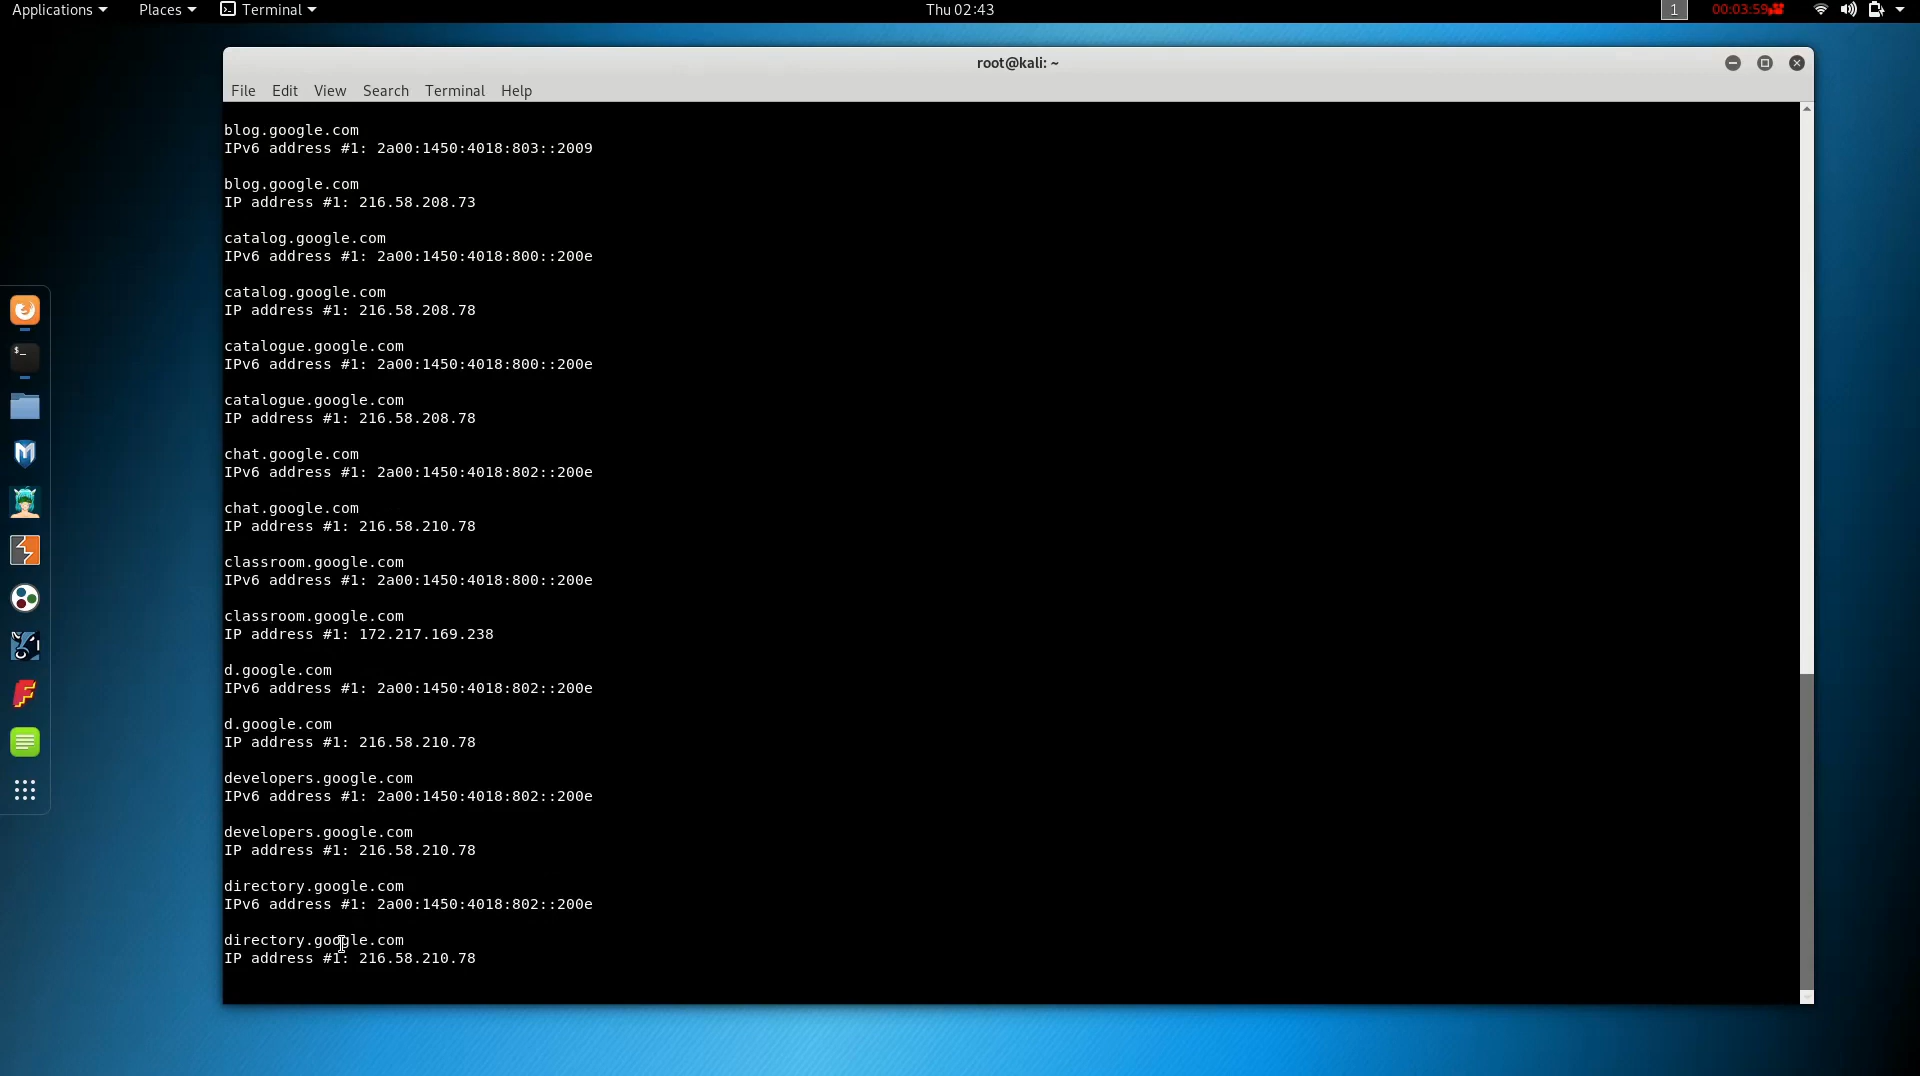 Applications Places Terminal Thu 02:43 1 00:03:59
root@kali: ~
File Edit View Search Terminal Help
blog.google.com
IPv6 address #1: 2a00:1450:4018:803::2009
blog.google.com
IP address #1: 216.58.208.73
catalog.google.com
IPv6 address #1: 2a00:1450:4018:800::200e
catalog.google.com
IP address #1: 216.58.208.78
catalogue.google.com
IPv6 address #1: 2a00:1450:4018:800::200e
catalogue.google.com
IP address #1: 216.58.208.78
chat.google.com
IPv6 address #1: 2a00:1450:4018:802::200e
chat.google.com
IP address #1: 216.58.210.78
classroom.google.com
IPv6 address #1: 2a00:1450:4018:800::200e
classroom.google.com
IP address #1: 172.217.169.238
d.google.com
IPv6 address #1: 2a00:1450:4018:802::200e
d.google.com
IP address #1: 216.58.210.78
developers.google.com
IPv6 address #1: 2a00:1450:4018:802::200e
developers.google.com
IP address #1: 216.58.210.78
directory.google.com
IPv6 address #1: 2a00:1450:4018:802::200e
directory.google.com
IP address #1: 216.58.210.78